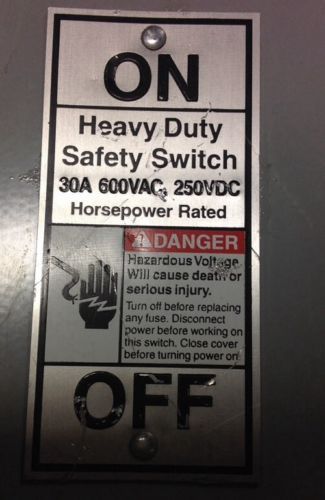 ON
Heavy Duty
Safety Switch
30A 600VAC, 250VDC
Horsepower Rated
DANGER
Hazardous Voltage
Will cause death or
serious injury.
Turn off before replacing
any fuse. Disconnect
power before working on
this switch. Close cover
before turning power on
OFF